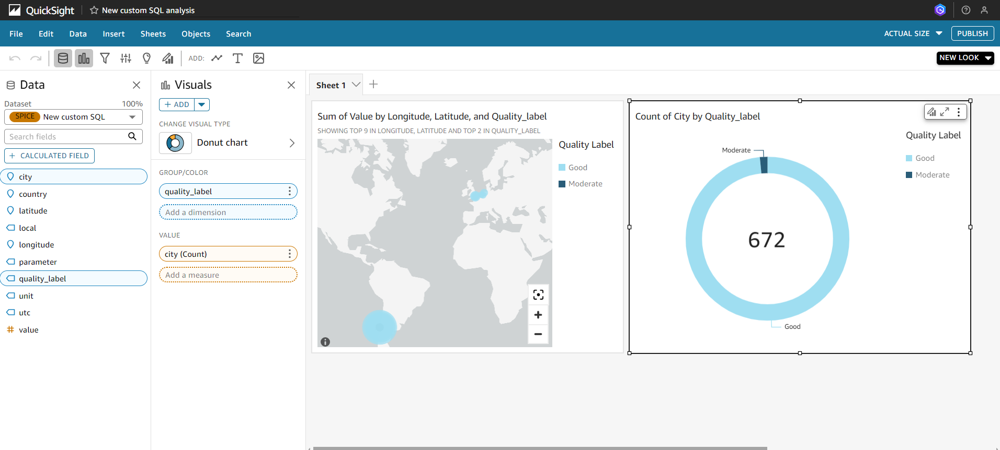 QuickSight
New custom SQL analysis
File Edit Data Insert Sheets Objects Search
ACTUAL SIZE
PUBLISH
ADD:
NEW LOOK
Data
Dataset 100%
SPICE New custom SQL
Search fields
+ CALCULATED FIELD
city
country
latitude
local
longitude
parameter
quality_label
unit
utc
value
Visuals
+ ADD
CHANGE VISUAL TYPE
Donut chart
GROUP/COLOR
quality_label
Add a dimension
VALUE
city (Count)
Add a measure
Sheet 1
Sum of Value by Longitude, Latitude, and Quality_label
SHOWING TOP 9 IN LONGITUDE, LATITUDE AND TOP 2 IN QUALITY_LABEL
Quality Label
Good
Moderate
Count of City by Quality_label
Quality Label
Good
Moderate
Moderate
672
Good